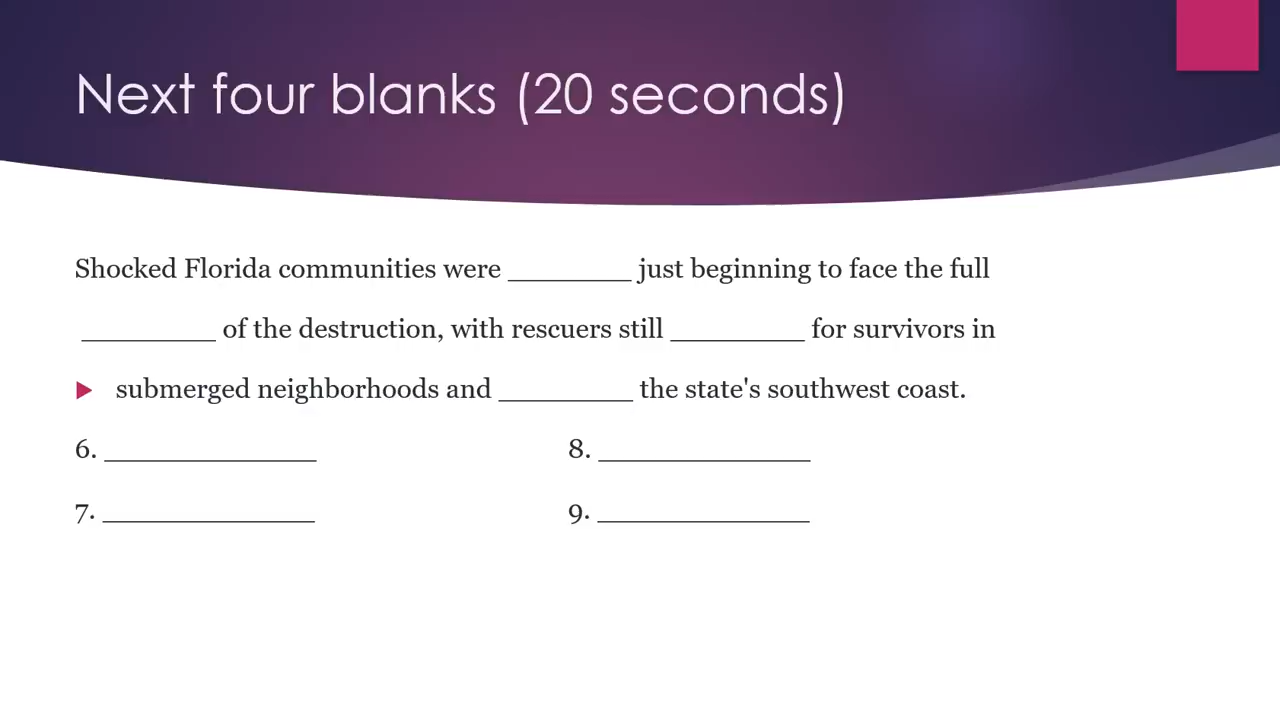 Next four blanks (20 seconds)
Shocked Florida communities were _________ just beginning to face the full
__________ of the destruction, with rescuers still __________ for survivors in
submerged neighborhoods and __________ the state's southwest coast.
6. ________________ 8. ________________
7. ________________ 9. ________________